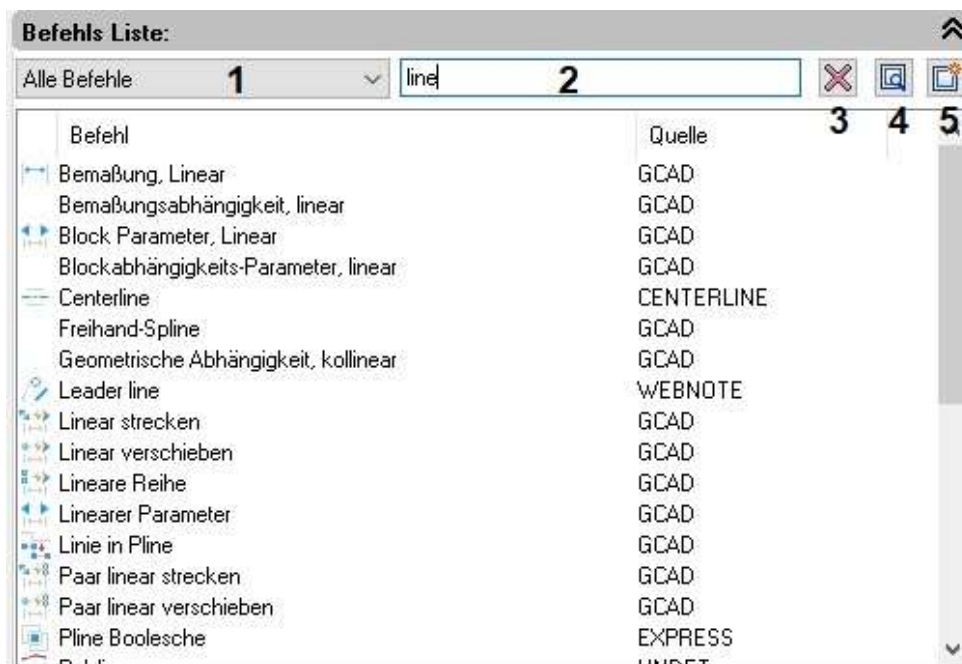 Befehls Liste:
Alle Befehle 1 line 2
3 4 5
Befehl Quelle
Bemaßung, Linear GCAD
Bemaßungsabhängigkeit, linear GCAD
Block Parameter, Linear GCAD
Blockabhängigkeits-Parameter, linear GCAD
Centerline CENTERLINE
Freihand-Spline GCAD
Geometrische Abhängigkeit, kollinear GCAD
Leader line WEBNOTE
Linear strecken GCAD
Linear verschieben GCAD
Lineare Reihe GCAD
Linearer Parameter GCAD
Linie in Pline GCAD
Paar linear strecken GCAD
Paar linear verschieben GCAD
Pline Boolesche EXPRESS